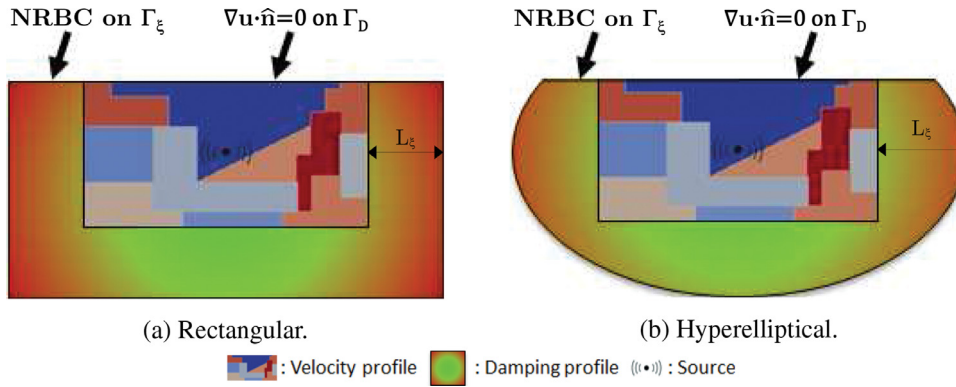 NRBC on Γξ
∇u·n̂=0 on ΓD
NRBC on Γξ
∇u·n̂=0 on ΓD
Lξ
Lξ
(a) Rectangular.
(b) Hyperelliptical.
: Velocity profile
: Damping profile
: Source